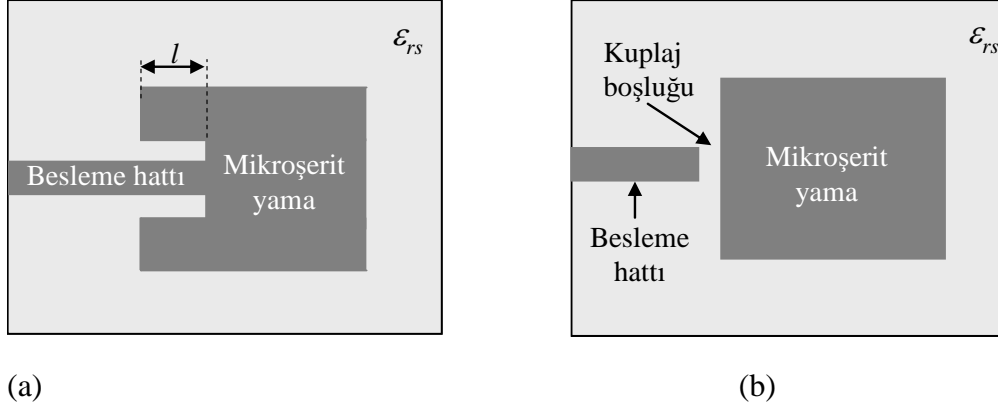 l
ε_rs
Besleme hattı
Mikroşerit
yama
(a)
ε_rs
Kuplaj
boşluğu
Mikroşerit
yama
Besleme
hattı
(b)